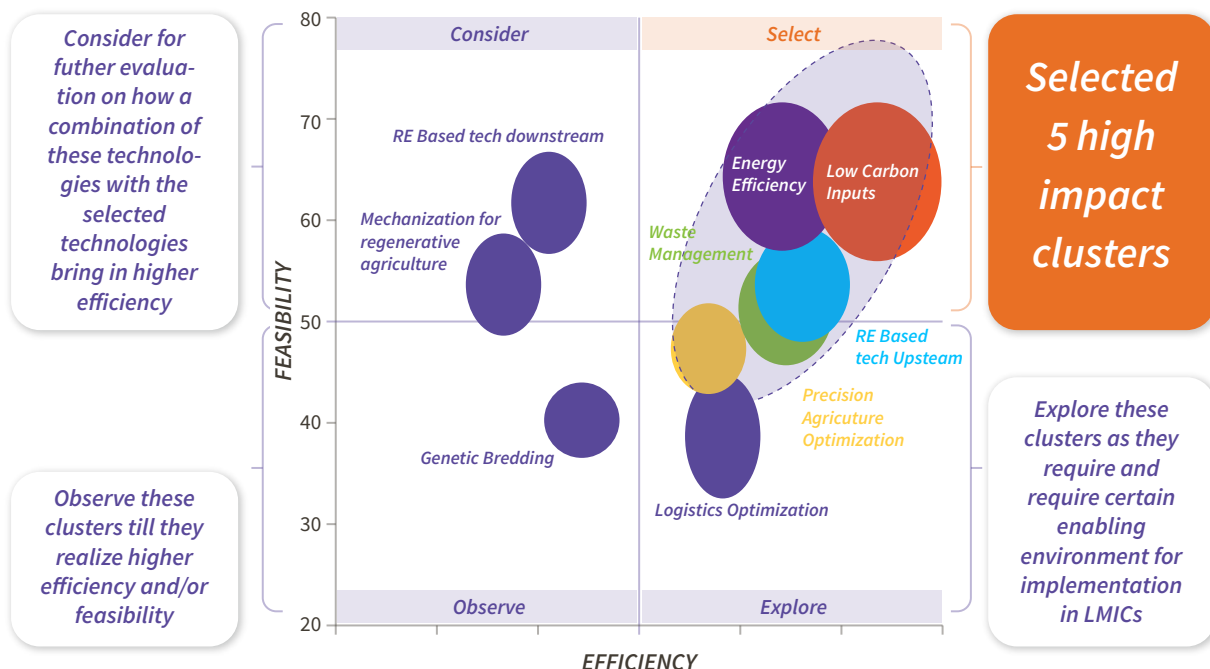 Consider for
futher evalua-
tion on how a
combination of
these technolo-
gies with the
selected
technologies
bring in higher
efficiency
Observe these
clusters till they
realize higher
efficiency and/or
feasibility
FEASIBILITY
80
70
60
50
40
30
20
Consider
Select
RE Based tech downstream
Mechanization for
regenerative
agriculture
Genetic Bredding
Energy
Efficiency
Low Carbon
Inputs
Waste
Management
RE Based
tech Upsteam
Precision
Agricuture
Optimization
Logistics Optimization
Observe
Explore
EFFICIENCY
Selected
5 high
impact
clusters
Explore these
clusters as they
require and
require certain
enabling
environment for
implementation
in LMICs